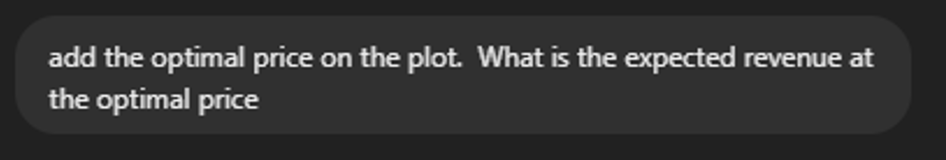 add the optimal price on the plot.  What is the expected revenue at
the optimal price